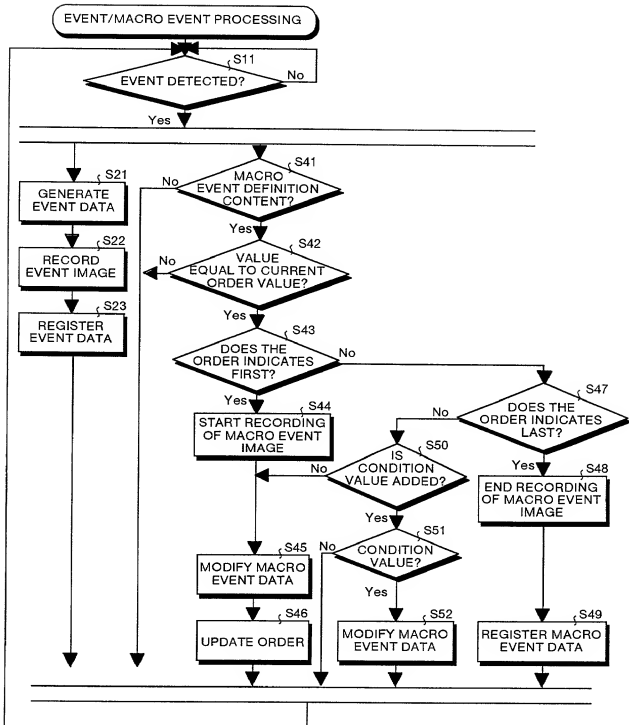 EVENT/MACRO EVENT PROCESSING
S11
EVENT DETECTED?
No
Yes
S21
GENERATE
EVENT DATA
S22
RECORD
EVENT IMAGE
S23
REGISTER
EVENT DATA
S41
MACRO
EVENT DEFINITION
CONTENT?
No
Yes
S42
VALUE
EQUAL TO CURRENT
ORDER VALUE?
No
Yes
S43
DOES THE
ORDER INDICATES
FIRST?
No
Yes
S44
START RECORDING
OF MACRO EVENT
IMAGE
S47
DOES THE
ORDER INDICATES
LAST?
No
Yes
S50
IS
CONDITION
VALUE ADDED?
No
Yes
S48
END RECORDING
OF MACRO EVENT
IMAGE
S51
CONDITION
VALUE?
No
Yes
S45
MODIFY MACRO
EVENT DATA
S46
UPDATE ORDER
S52
MODIFY MACRO
EVENT DATA
S49
REGISTER MACRO
EVENT DATA